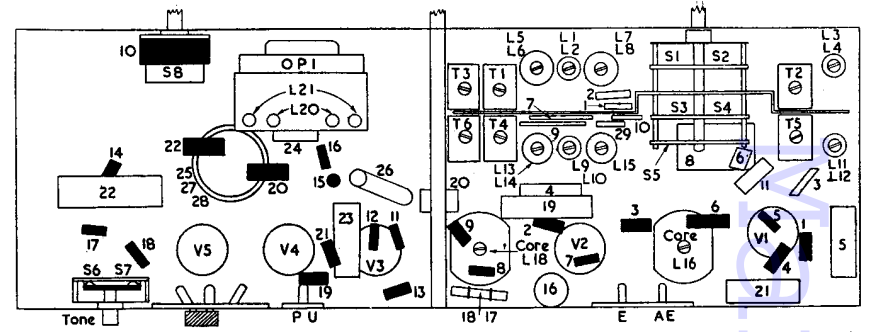 10
S8
OP1
L21
L20
24
22
25
27
28
20
16
15
26
14
22
17
18
S6 S7
Tone
V5
V4
P U
21
19
23
12
11
V3
13
L5
L6
L1
L2
L7
L8
T3
T1
2
1
7
T6
T4
9
29
10
L13
L14
L9
L10
L15
S1
S2
S3
S4
S5
8
6
11
L3
L4
T2
T5
L11
L12
3
20
4
19
9
Core
L18
8
2
V2
7
16
18 17
3
6
Core
L16
E
AE
5
V1
1
4
21
5